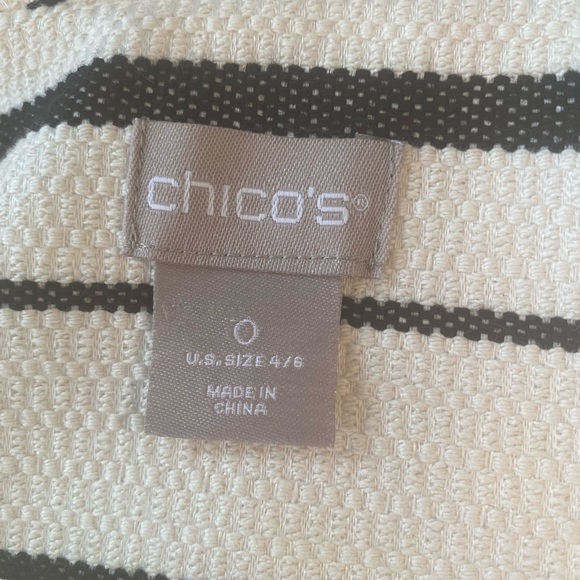 chico's®
0
U.S. SIZE 4/6
MADE IN
CHINA